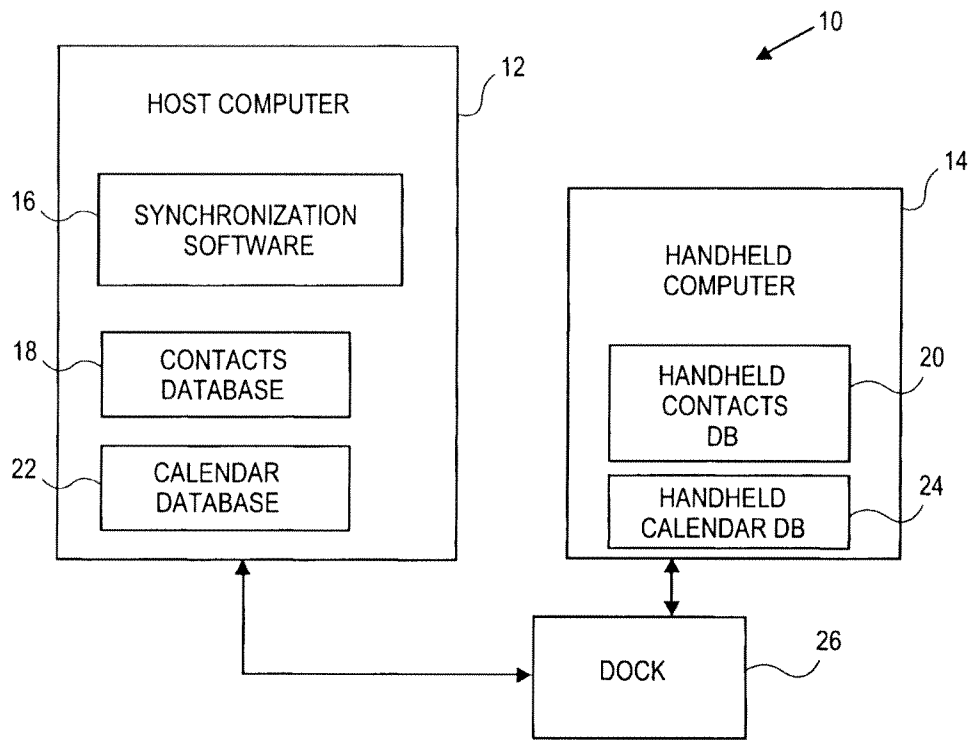 10
12
HOST COMPUTER
16
SYNCHRONIZATION
SOFTWARE
18
CONTACTS
DATABASE
22
CALENDAR
DATABASE
14
HANDHELD
COMPUTER
20
HANDHELD
CONTACTS
DB
24
HANDHELD
CALENDAR DB
DOCK
26